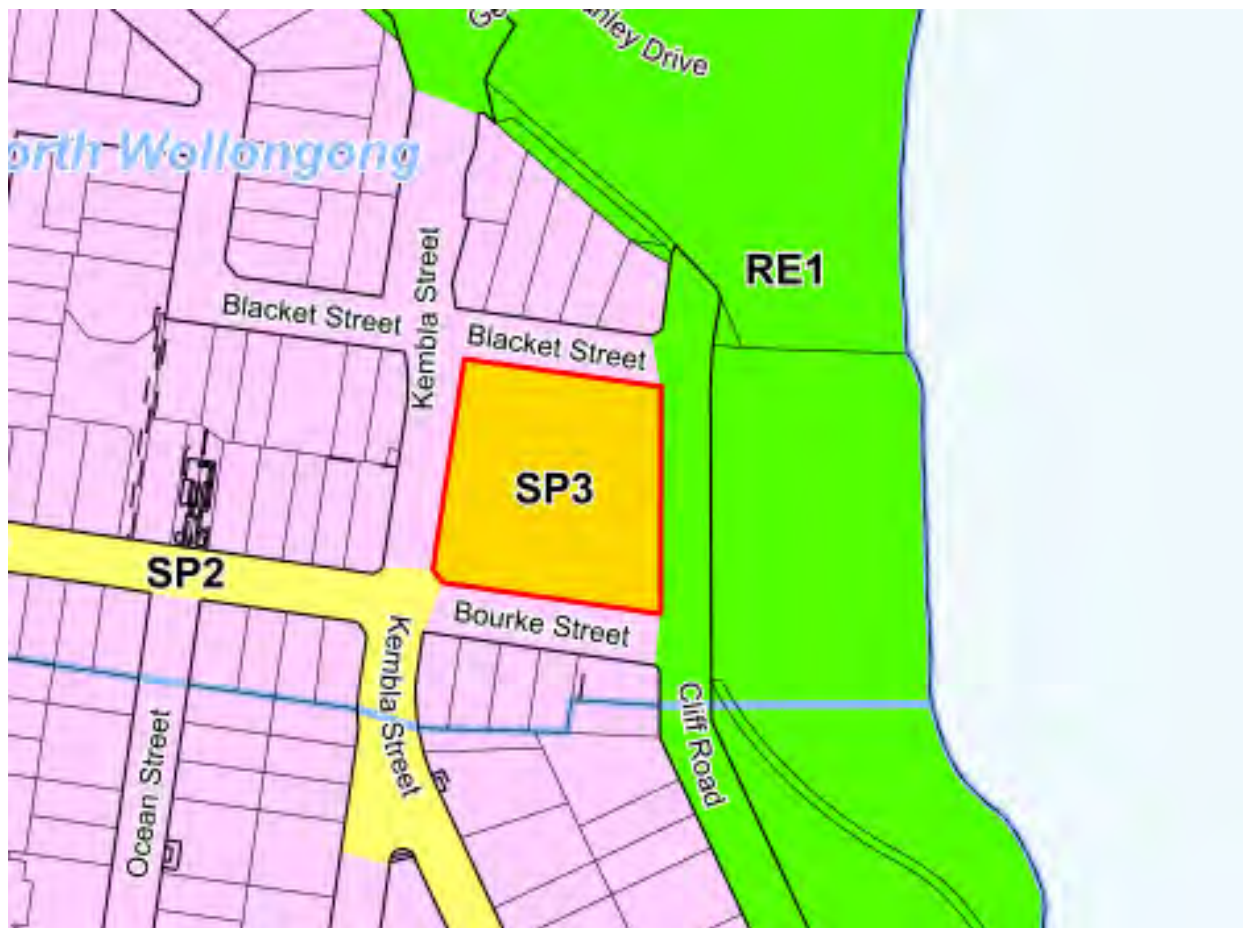 anley Drive
orth Wollongong
Kembla Street
RE1
Blacket Street
Blacket Street
SP3
SP2
Bourke Street
Kembla Street
Cliff Road
Ocean Street